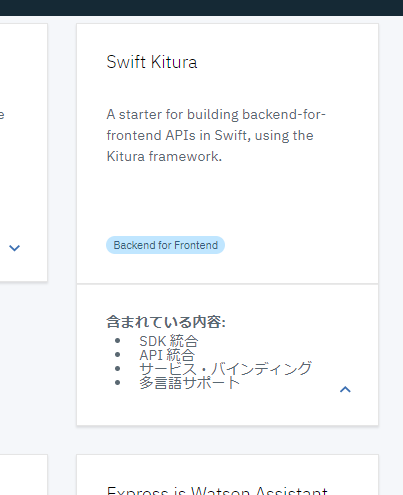 e
Swift Kitura
A starter for building backend-for-
frontend APIs in Swift, using the
Kitura framework.
Backend for Frontend
含まれている内容:
SDK 統合
API 統合
サービス・バインディング
多言語サポート
Express.js Watson Assistant